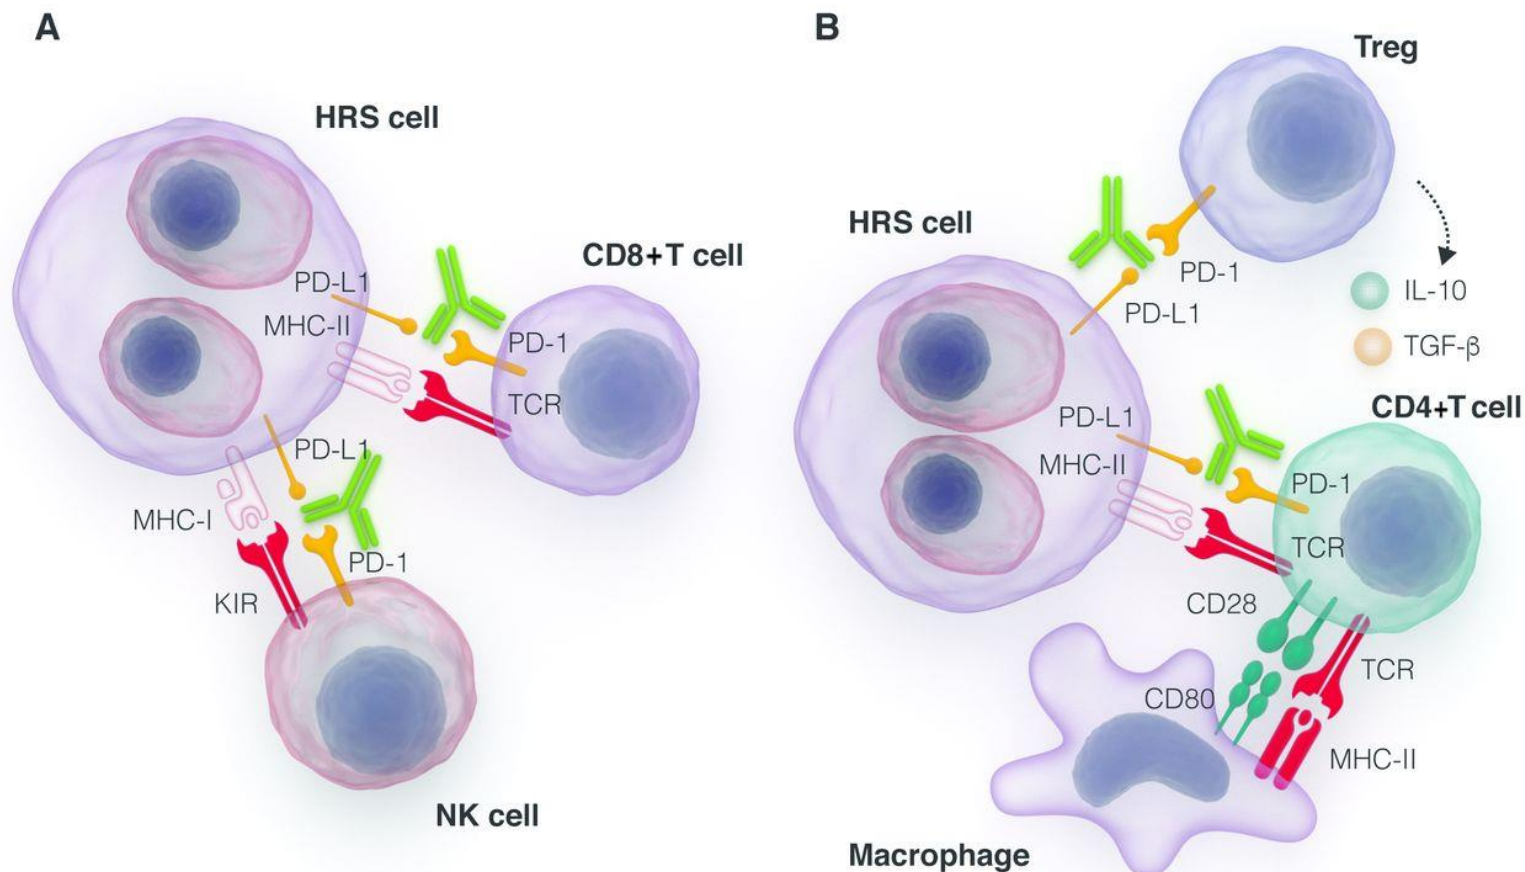 A
HRS cell
CD8+T cell
PD-L1
MHC-II
PD-1
TCR
PD-L1
MHC-I
PD-1
KIR
NK cell
B
Treg
HRS cell
PD-1
PD-L1
IL-10
TGF-β
CD4+T cell
PD-L1
MHC-II
PD-1
TCR
CD28
TCR
CD80
MHC-II
Macrophage